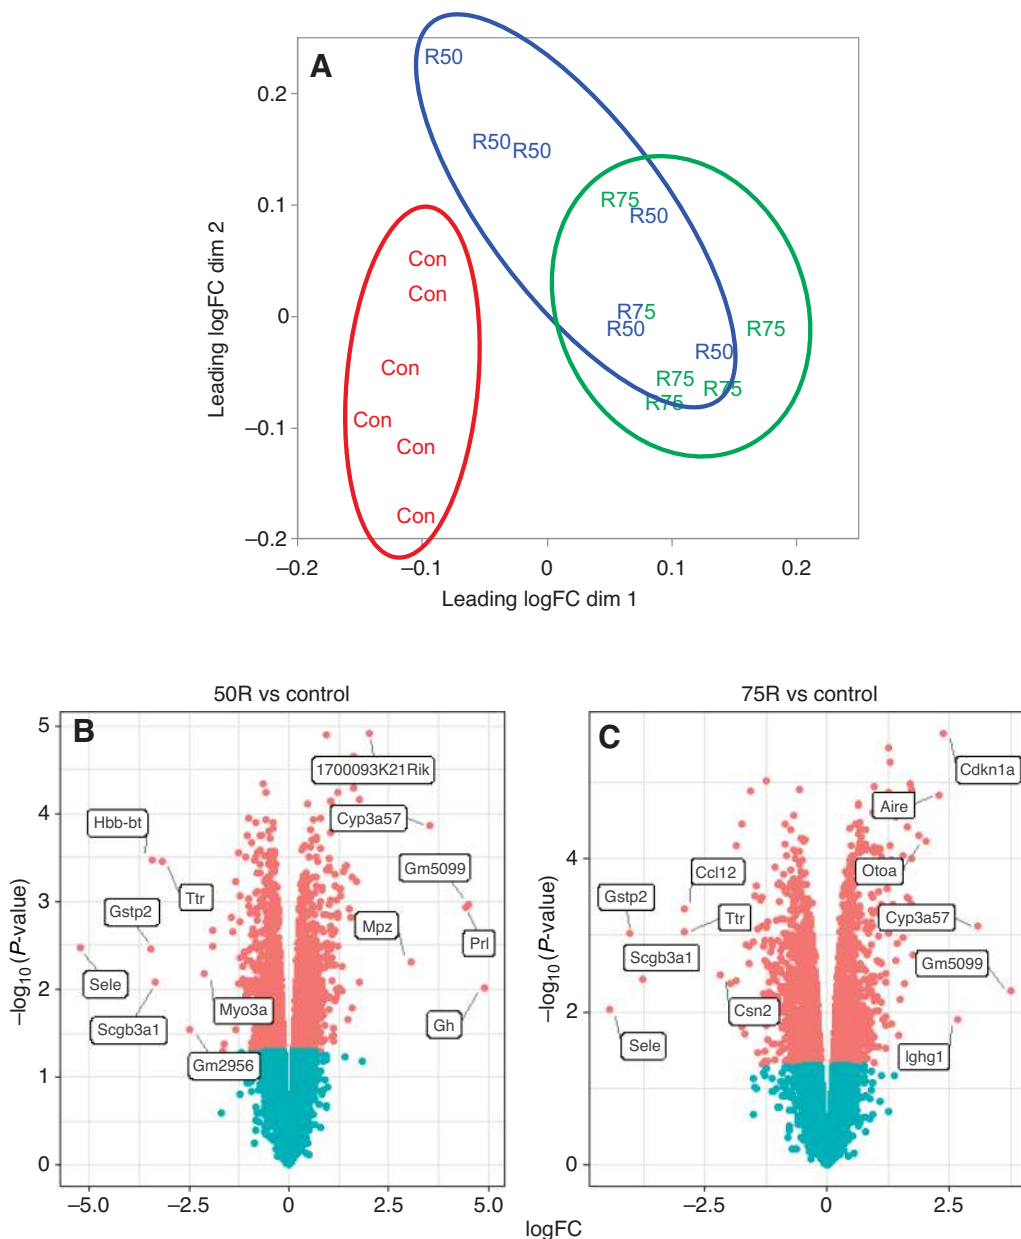 A
0.2
0.1
0
−0.1
−0.2
Leading logFC dim 2
R50
R50
R50
R75
R50
R75
R50
R75
R50
R75
R75
R75
Con
Con
Con
Con
Con
Con
−0.2
−0.1
0
0.1
0.2
Leading logFC dim 1
50R vs control
B
5
4
3
2
1
0
−log10 (P-value)
1700093K21Rik
Cyp3a57
Hbb-bt
Gm5099
Ttr
Gstp2
Mpz
Prl
Sele
Myo3a
Scgb3a1
Gh
Gm2956
−5.0
−2.5
0
2.5
5.0
75R vs control
C
4
2
0
−log10 (P-value)
Cdkn1a
Aire
Otoa
Ccl12
Gstp2
Ttr
Cyp3a57
Scgb3a1
Gm5099
Csn2
Sele
Ighg1
−2.5
0
2.5
logFC